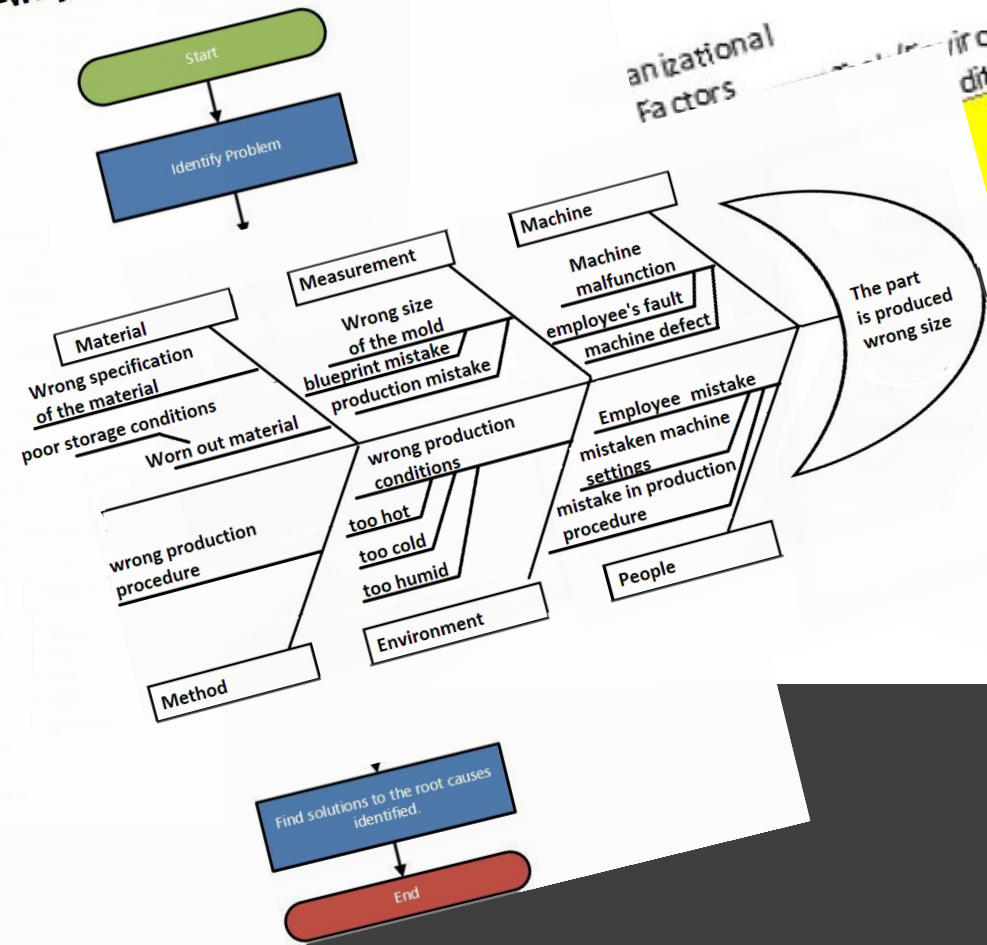 anizational
Factors
Start
Identify Problem
Machine
Machine
malfunction
employee's fault
machine defect
Measurement
Wrong size
of the mold
blueprint mistake
production mistake
Material
Wrong specification
of the material
poor storage conditions
Worn out material
The part
is produced
wrong size
wrong production
procedure
Method
wrong production
conditions
too hot
too cold
too humid
Environment
Employee mistake
mistaken machine
settings
mistake in production
procedure
People
Find solutions to the root causes
identified.
End